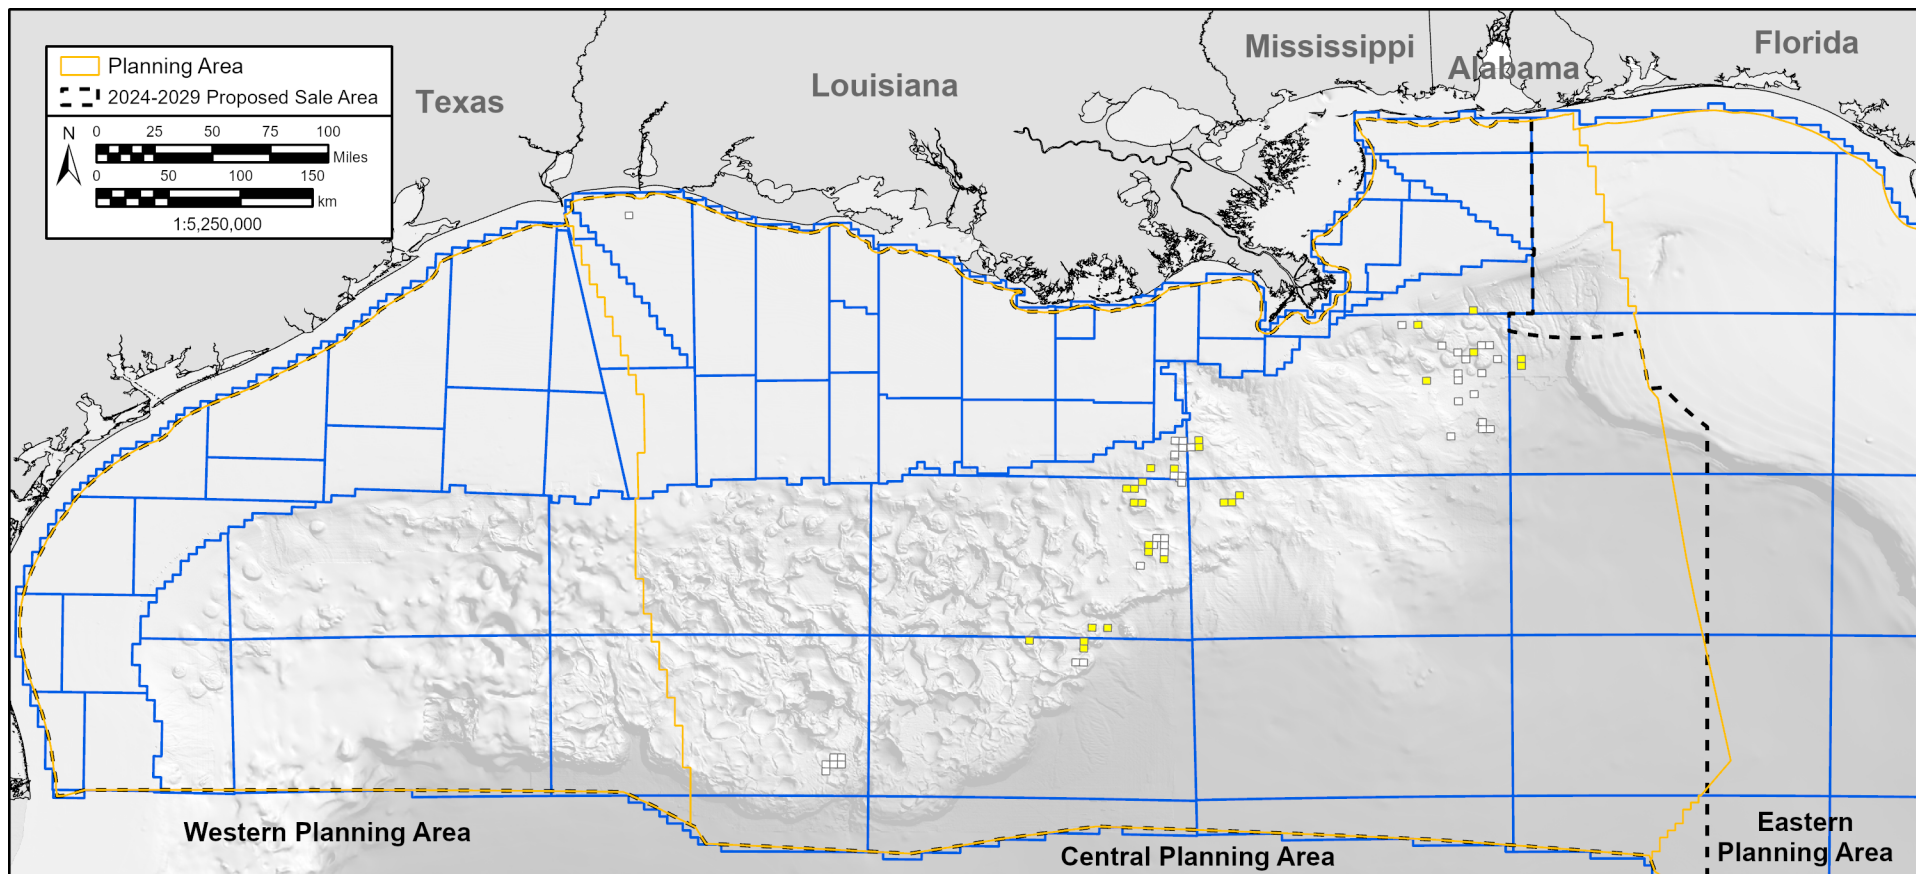 Mississippi
Florida
Alabama
Louisiana
Texas
Planning Area
2024-2029 Proposed Sale Area
N
0 25 50 75 100
Miles
0 50 100 150
km
1:5,250,000
Western Planning Area
Central Planning Area
Eastern
Planning Area